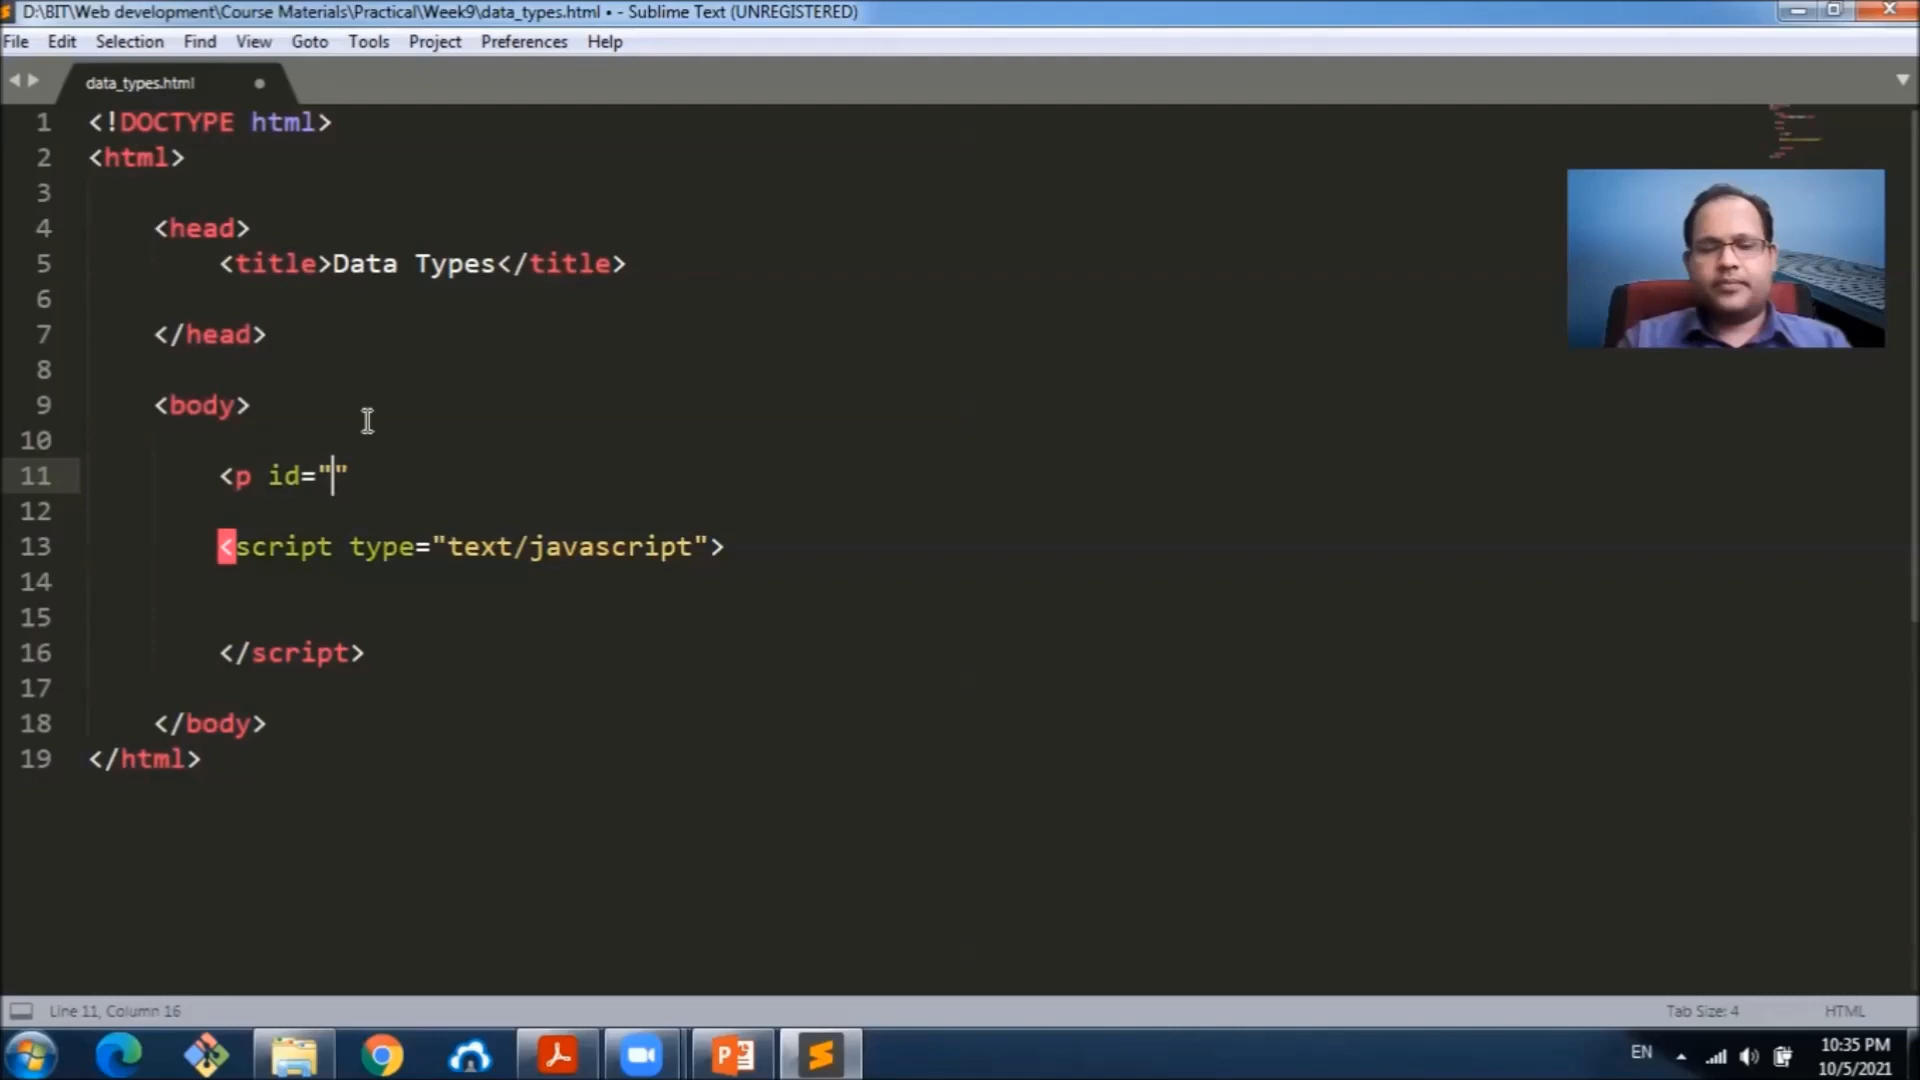 D:\BIT\Web development\Course Materials\Practical\Week9\data_types.html • - Sublime Text (UNREGISTERED)
File Edit Selection Find View Goto Tools Project Preferences Help
data_types.html
1 <!DOCTYPE html>
2 <html>
3
4 <head>
5 <title>Data Types</title>
6
7 </head>
8
9 <body>
10
11 <p id=""
12
13 <script type="text/javascript">
14
15
16 </script>
17
18 </body>
19 </html>
Line 11, Column 16
Tab Size: 4
HTML
EN
10:35 PM
10/5/2021